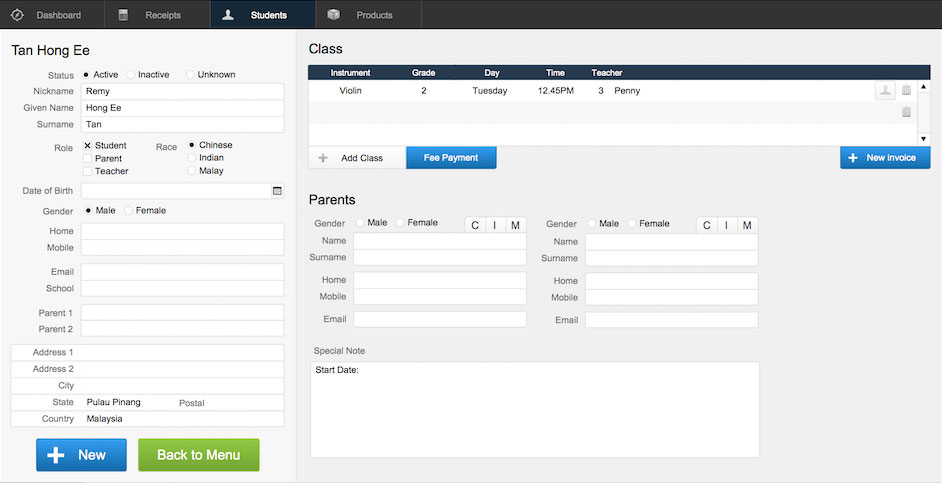 Dashboard Receipts Students Products
Tan Hong Ee
Status Active Inactive Unknown
Nickname Remy
Given Name Hong Ee
Surname Tan
Role Student Race Chinese
Parent Indian
Teacher Malay
Date of Birth
Gender Male Female
Home
Mobile
Email
School
Parent 1
Parent 2
Address 1
Address 2
City
State Pulau Pinang Postal
Country Malaysia
New Back to Menu
Class
Instrument Grade Day Time Teacher
Violin 2 Tuesday 12.45PM 3 Penny
Add Class Fee Payment New Invoice
Parents
Gender Male Female C I M
Name
Surname
Home
Mobile
Email
Gender Male Female C I M
Name
Surname
Home
Mobile
Email
Special Note
Start Date: